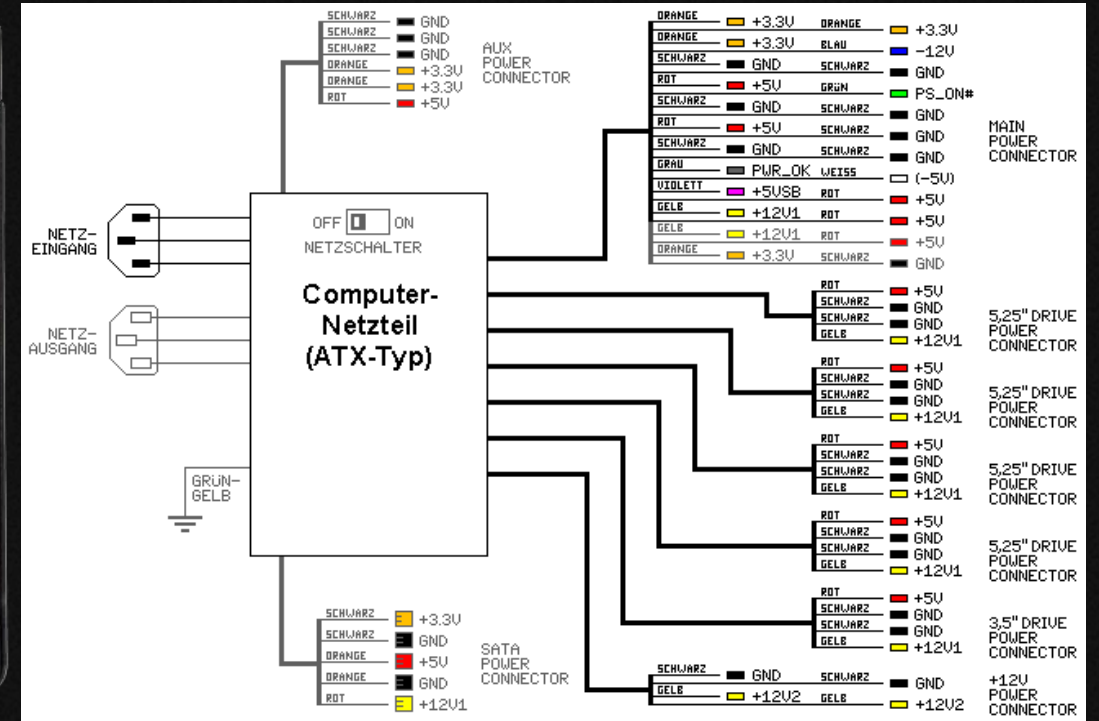 SCHWARZ GND
SCHWARZ GND
SCHWARZ GND
ORANGE +3.3V
ORANGE +3.3V
ROT +5V
AUX
POWER
CONNECTOR
ORANGE +3.3V ORANGE +3.3V
ORANGE +3.3V BLAU -12V
SCHWARZ GND SCHWARZ GND
ROT +5V GRÜN PS_ON#
SCHWARZ GND SCHWARZ GND
ROT +5V SCHWARZ GND
SCHWARZ GND SCHWARZ GND
GRAU PWR_OK WEISS (-5V)
VIOLETT +5VSB ROT +5V
GELB +12V1 ROT +5V
GELB +12V1 ROT +5V
ORANGE +3.3V SCHWARZ GND
MAIN
POWER
CONNECTOR
NETZ-
EINGANG
OFF ON
NETZSCHALTER
Computer-
Netzteil
(ATX-Typ)
NETZ-
AUSGANG
GRÜN-
GELB
ROT +5V
SCHWARZ GND
SCHWARZ GND
GELB +12V1
5,25" DRIVE
POWER
CONNECTOR
ROT +5V
SCHWARZ GND
SCHWARZ GND
GELB +12V1
5,25" DRIVE
POWER
CONNECTOR
ROT +5V
SCHWARZ GND
SCHWARZ GND
GELB +12V1
5,25" DRIVE
POWER
CONNECTOR
ROT +5V
SCHWARZ GND
SCHWARZ GND
GELB +12V1
5,25" DRIVE
POWER
CONNECTOR
ROT +5V
SCHWARZ GND
SCHWARZ GND
GELB +12V1
3,5" DRIVE
POWER
CONNECTOR
SCHWARZ +3.3V
SCHWARZ GND
ORANGE +5V
ORANGE GND
ROT +12V1
SATA
POWER
CONNECTOR
SCHWARZ GND SCHWARZ GND
GELB +12V2 GELB +12V2
+12V
POWER
CONNECTOR